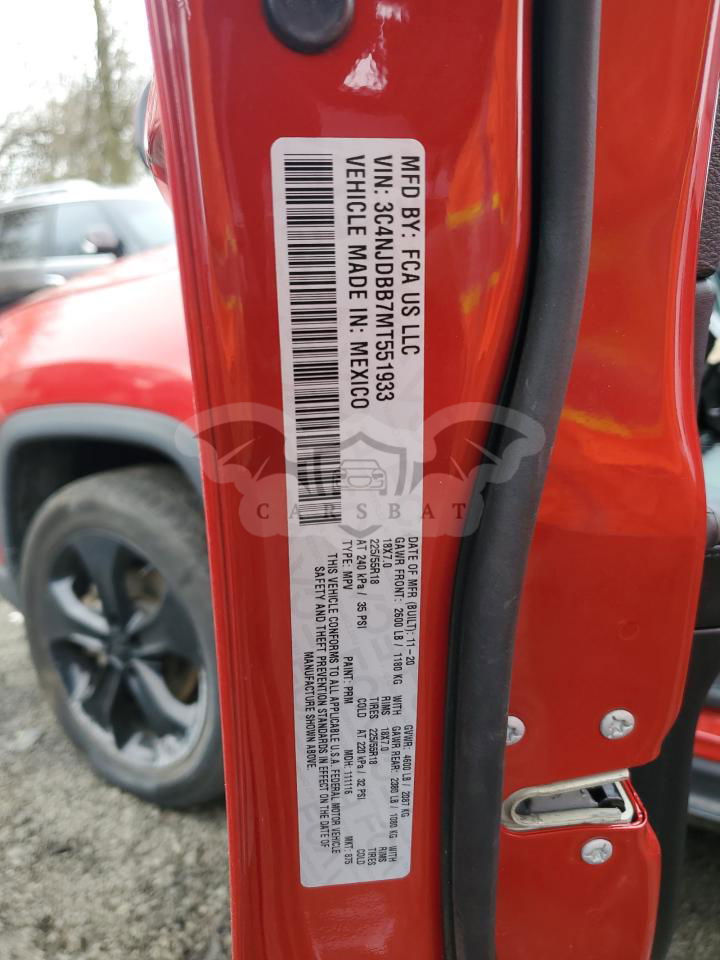 MFD BY: FCA US LLC
VIN: 3C4NJDBB7MT551933
VEHICLE MADE IN: MEXICO
DATE OF MFR (BUILT): 11-20 GVWR: 4600 LB / 2087 KG
GAWR FRONT: 2600 LB / 1180 KG WITH GAWR REAR: 2380 LB / 1080 KG WITH
18X7.0 RIMS 18X7.0 RIMS
225/55R18 TIRES 225/55R18 TIRES
AT 240 kPa / 35 PSI COLD AT 220 kPa / 32 PSI COLD
TYPE: MPV PAINT: PRM MDH: 111116 MKT: 875
THIS VEHICLE CONFORMS TO ALL APPLICABLE U.S.A. FEDERAL MOTOR VEHICLE
SAFETY AND THEFT PREVENTION STANDARDS IN EFFECT ON THE DATE OF
MANUFACTURE SHOWN ABOVE.
CARSBAT